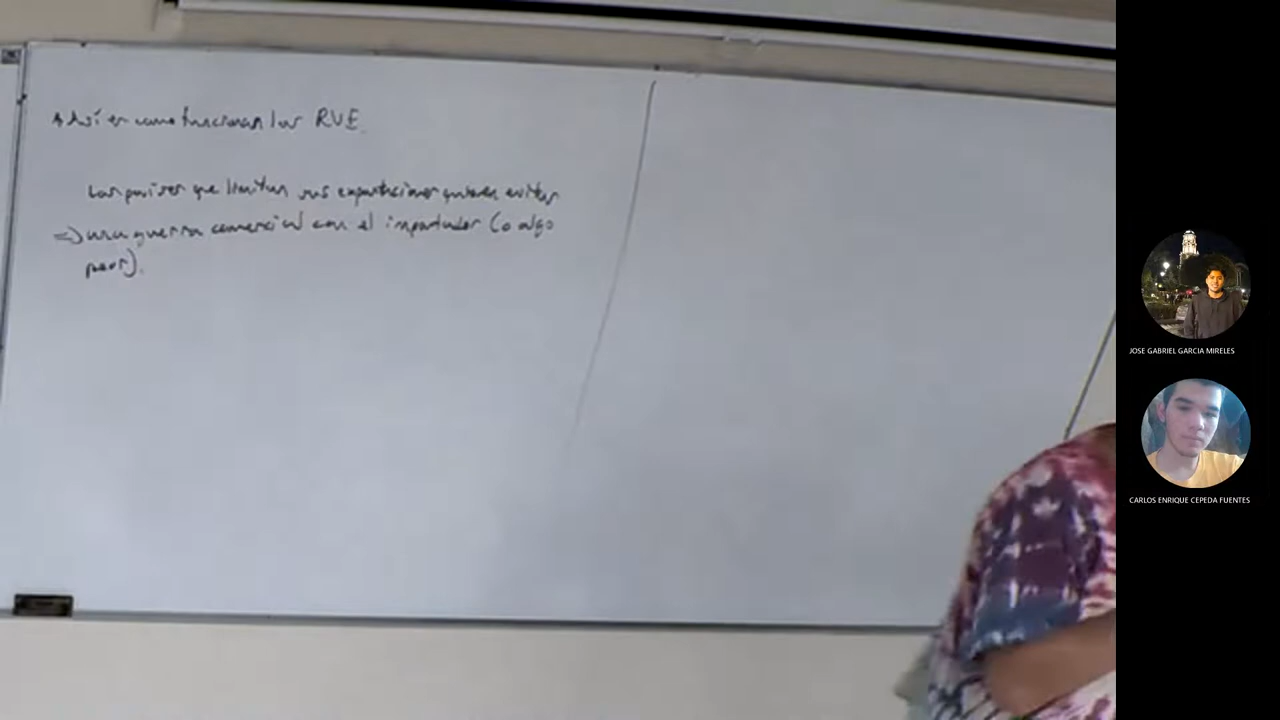 * Así es como funcionan las RVE.
Los países que limitan sus exportaciones quieren evitar
=> una guerra comercial con el importador (o algo
peor).
JOSE GABRIEL GARCIA MIRELES
CARLOS ENRIQUE CEPEDA FUENTES